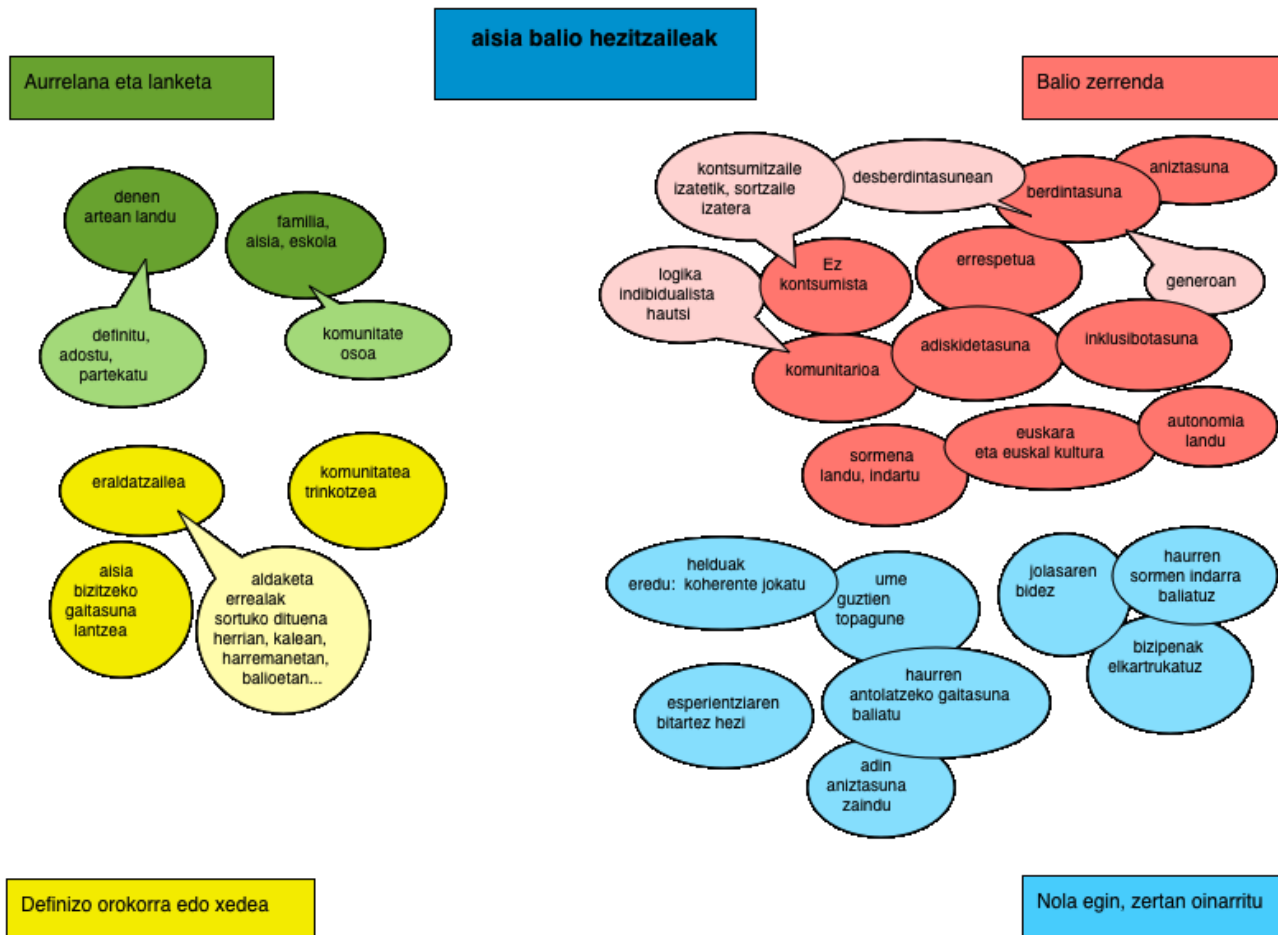 aisia balio hezitzaileak
Aurrelana eta lanketa
denen
artean landu
familia,
aisia, eskola
definitu,
adostu,
partekatu
komunitate
osoa
Balio zerrenda
kontsumitzaile
izatetik, sortzaile
izatera
desberdintasunean
berdintasuna
aniztasuna
logika
indibidualista
hautsi
Ez
kontsumista
errespetua
generoan
komunitarioa
adiskidetasuna
inklusibotasuna
sormena
landu, indartu
euskara
eta euskal kultura
autonomia
landu
eraldatzailea
komunitatea
trinkotzea
aisia
bizitzeko
gaitasuna
lantzea
aldaketa
errealak
sortuko dituena
herrian, kalean,
harremanetan,
balioetan...
Definizo orokorra edo xedea
helduak
eredu: koherente jokatu
ume
guztien
topagune
jolasaren
bidez
haurren
sormen indarra
baliatuz
bizipenak
elkartrukatuz
esperientziaren
bitartez hezi
haurren
antolatzeko gaitasuna
baliatu
adin
aniztasuna
zaindu
Nola egin, zertan oinarritu